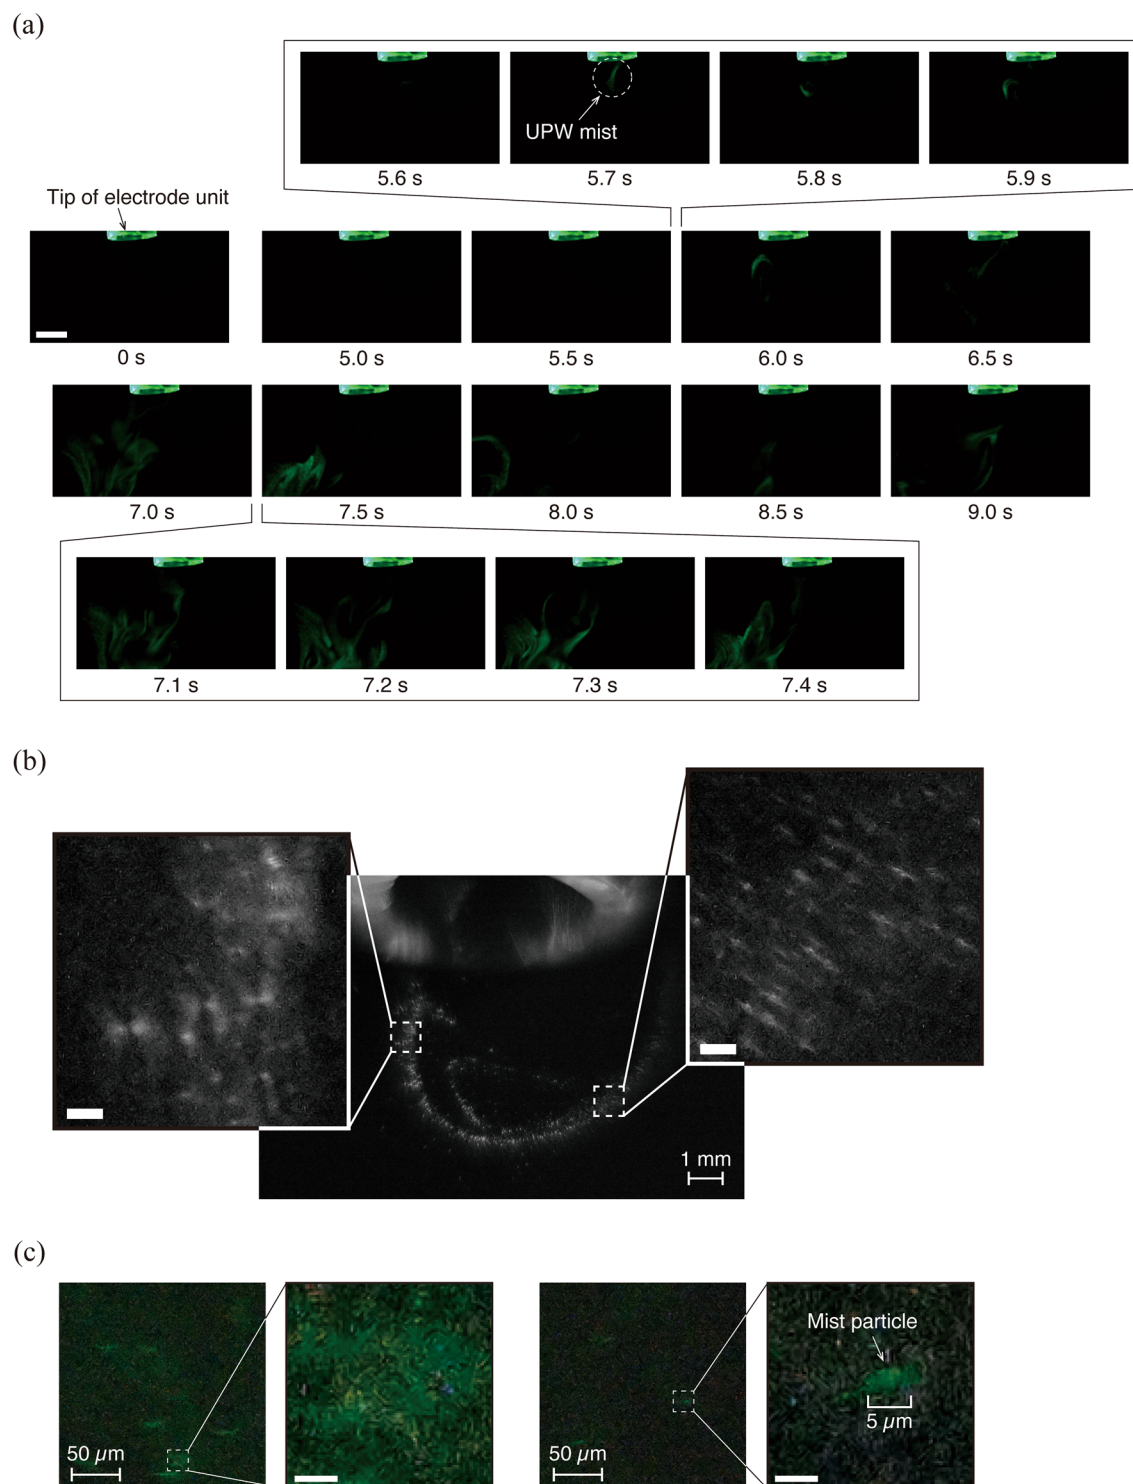 (a)
UPW mist
5.6 s 5.7 s 5.8 s 5.9 s
Tip of electrode unit
0 s 5.0 s 5.5 s 6.0 s 6.5 s
7.0 s 7.5 s 8.0 s 8.5 s 9.0 s
7.1 s 7.2 s 7.3 s 7.4 s
(b)
1 mm
(c)
Mist particle
5 µm
50 µm 50 µm